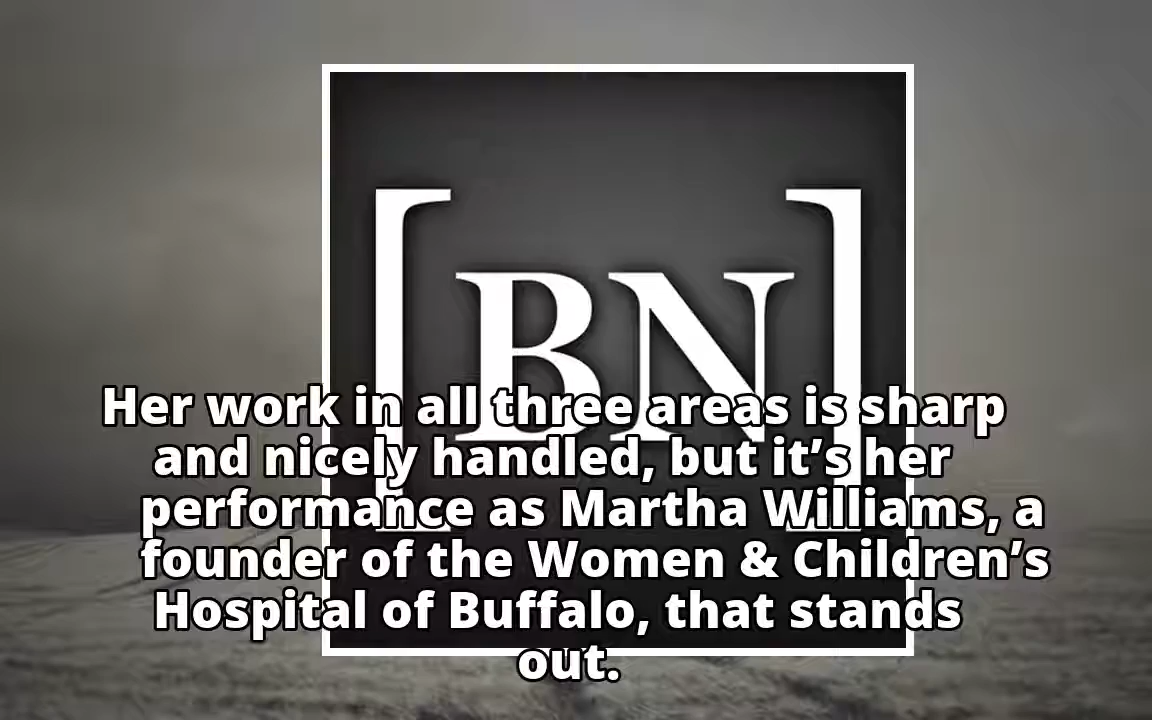 [BN]
Her work in all three areas is sharp
and nicely handled, but it’s her
performance as Martha Williams, a
founder of the Women & Children’s
Hospital of Buffalo, that stands
out.